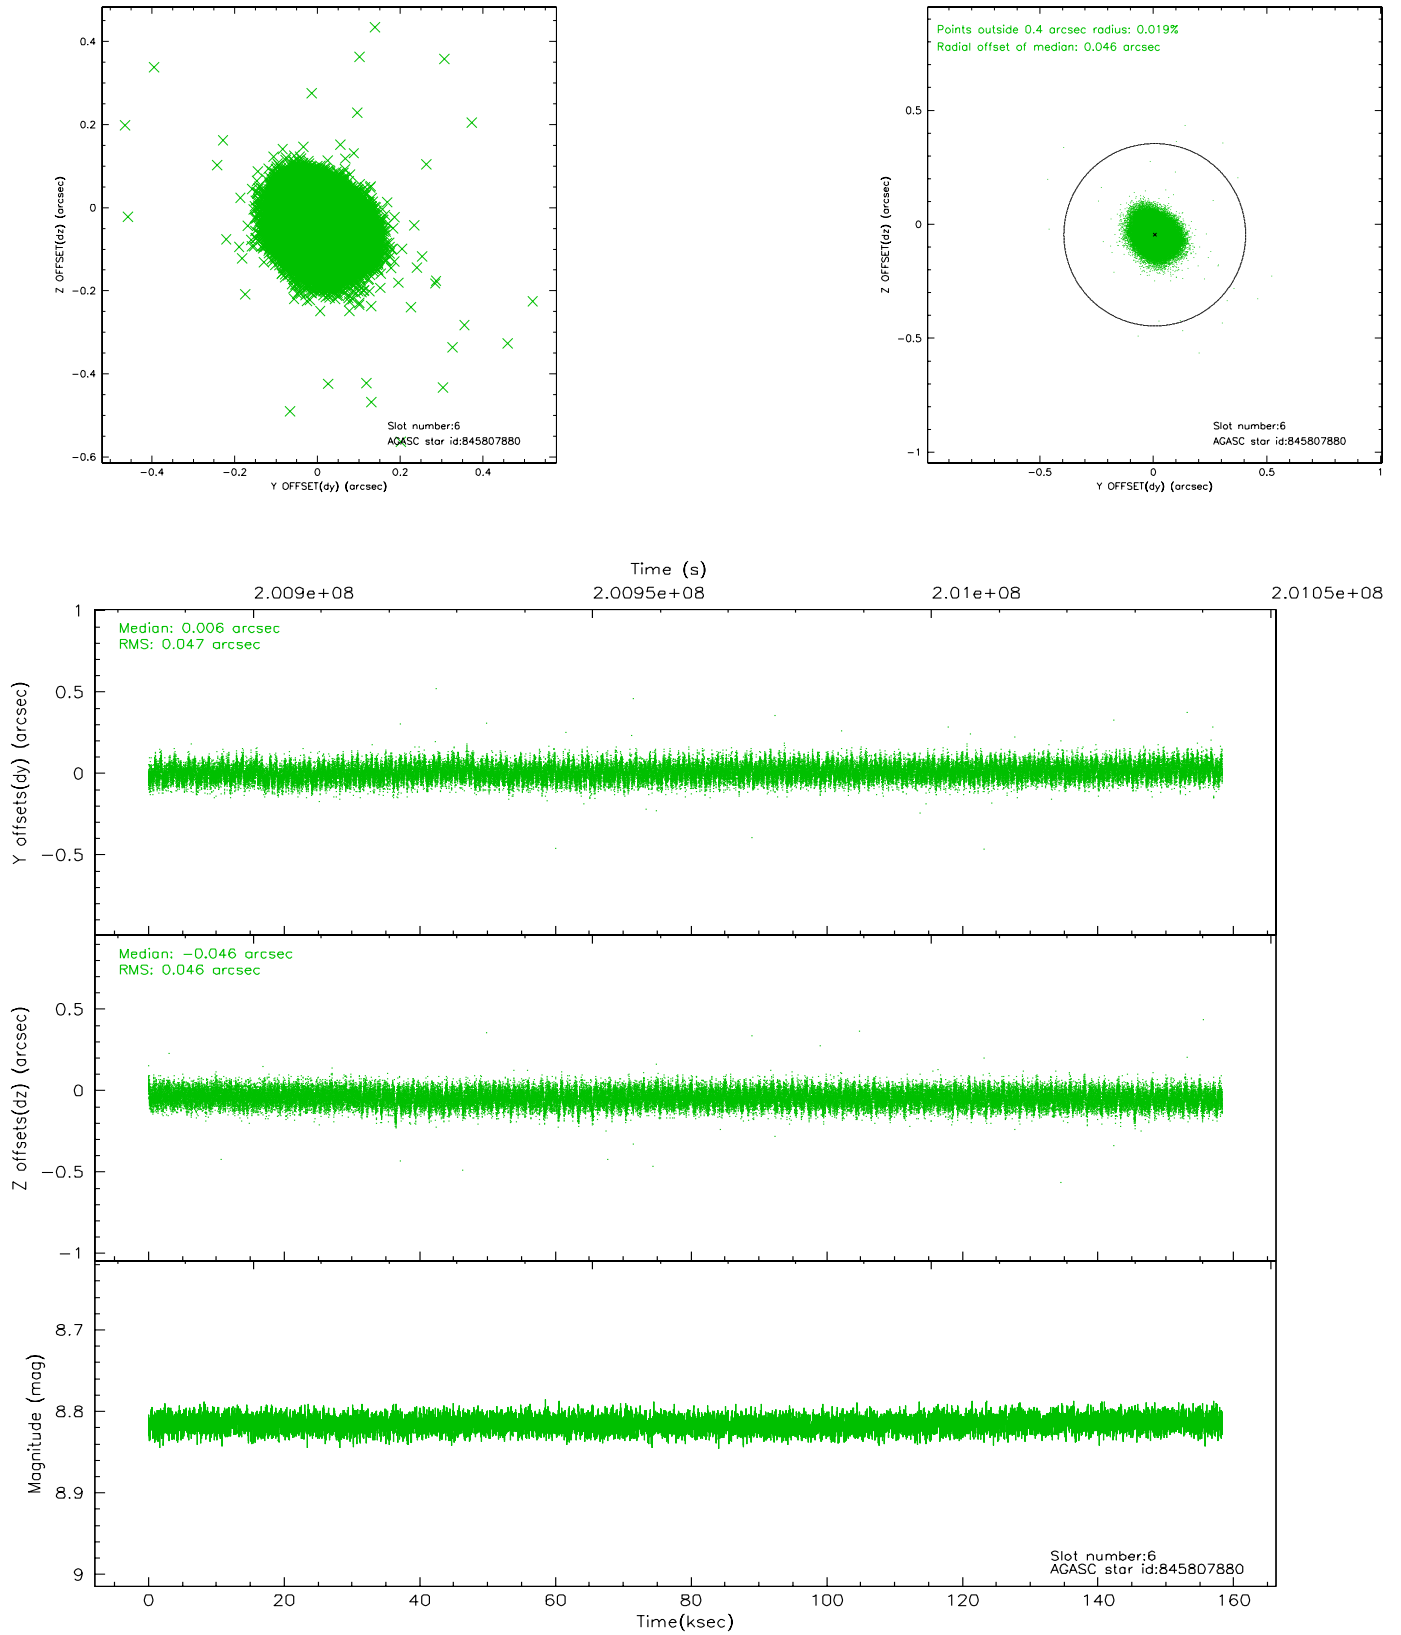 0.4
0.2
0
−0.2
−0.4
−0.6
Z OFFSET(dz) (arcsec)
−0.4
−0.2
0
0.2
0.4
Y OFFSET(dy) (arcsec)
Slot number:6
AGASC star id:845807880
Points outside 0.4 arcsec radius: 0.019%
Radial offset of median: 0.046 arcsec
0.5
0
−0.5
−1
Z OFFSET(dz) (arcsec)
−0.5
0
0.5
1
Y OFFSET(dy) (arcsec)
Slot number:6
AGASC star id:845807880
Time (s)
2.009e+08
2.0095e+08
2.01e+08
2.0105e+08
Median: 0.006 arcsec
RMS: 0.047 arcsec
1
0.5
0
−0.5
Y offsets(dy) (arcsec)
Median: −0.046 arcsec
RMS: 0.046 arcsec
0.5
0
−0.5
−1
Z offsets(dz) (arcsec)
8.7
8.8
8.9
9
Magnitude (mag)
Slot number:6
AGASC star id:845807880
0
20
40
60
80
100
120
140
160
Time(ksec)